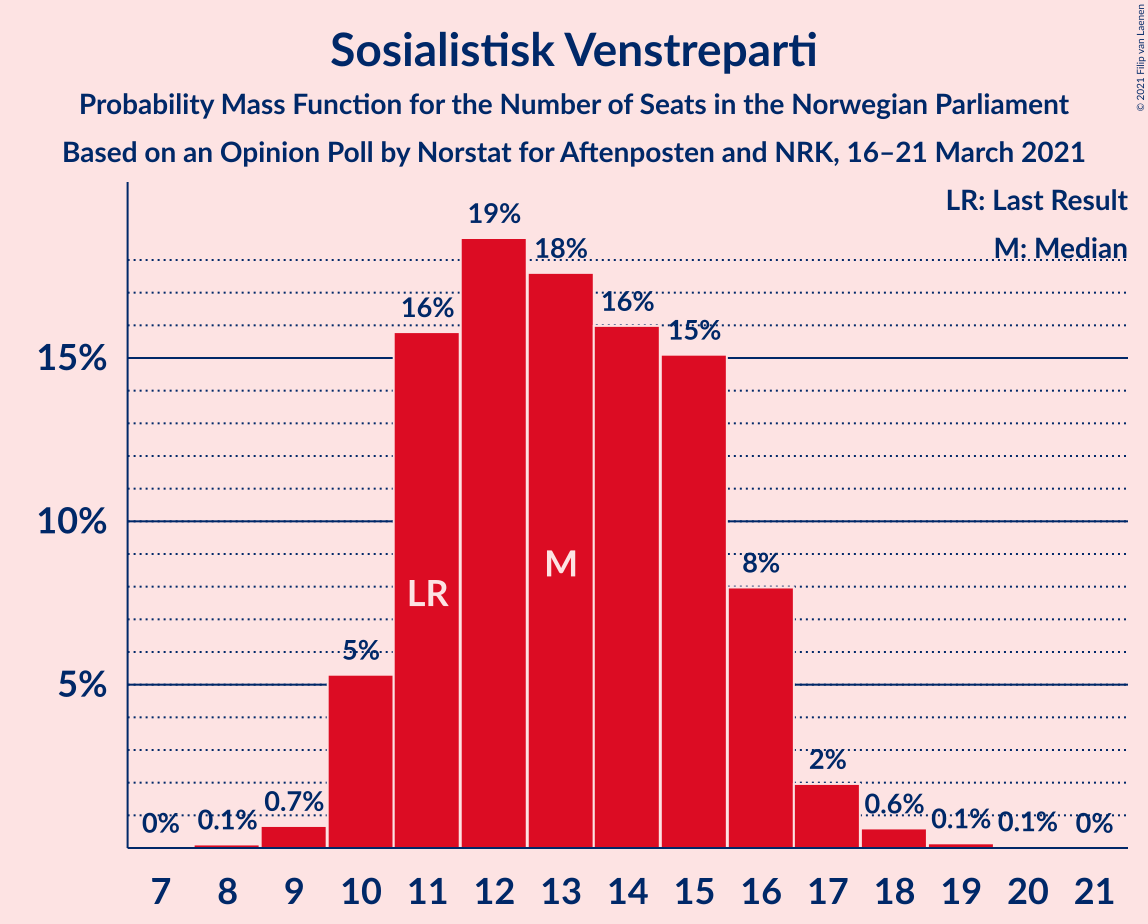 Sosialistisk Venstreparti
Probability Mass Function for the Number of Seats in the Norwegian Parliament
Based on an Opinion Poll by Norstat for Aftenposten and NRK, 16–21 March 2021
© 2021 Filip van Laenen
LR: Last Result
M: Median
19%
18%
16%
16%
15%
15%
10%
8%
M
LR
5%
5%
2%
0.7%
0.6%
0% 0.1% 0.1% 0.1% 0%
7 8 9 10 11 12 13 14 15 16 17 18 19 20 21